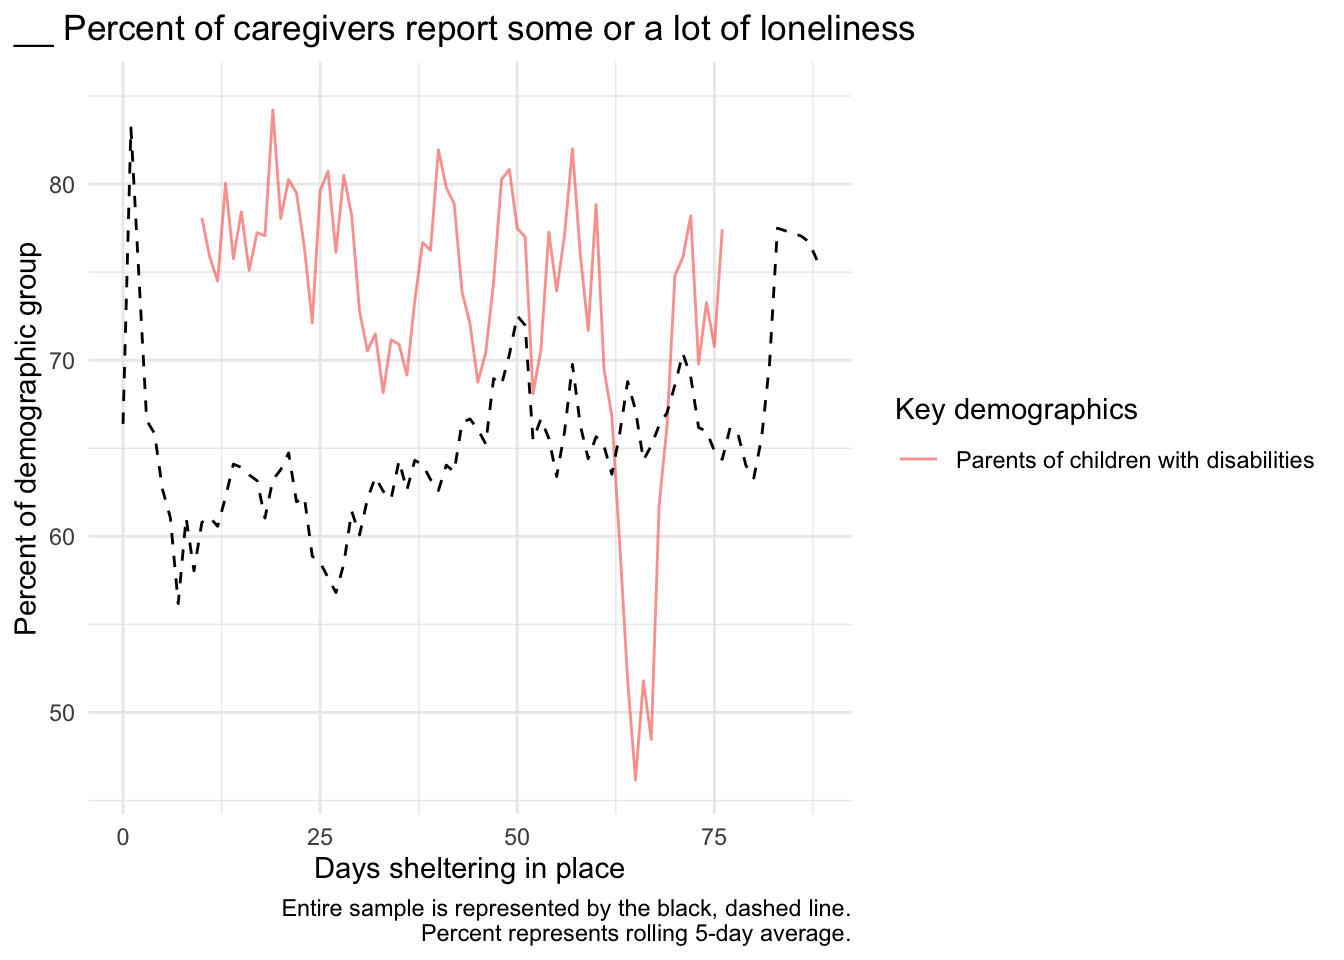 __ Percent of caregivers report some or a lot of loneliness
Percent of demographic group
80
70
60
50
0 25 50 75
Days sheltering in place
Key demographics
Parents of children with disabilities
Entire sample is represented by the black, dashed line.
Percent represents rolling 5-day average.